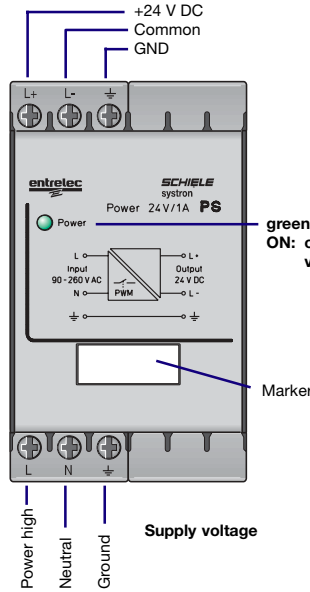 +24 V DC
Common
GND
L+ L- ⏚
entrelec
SCHIELE
systron
Power 24V/1A PS
Power
green
ON:
L L+
Input
90-260 V AC
Output
24 V DC
N PWM L-
⏚ ⏚
Marker
L N ⏚
Power high
Neutral
Ground
Supply voltage